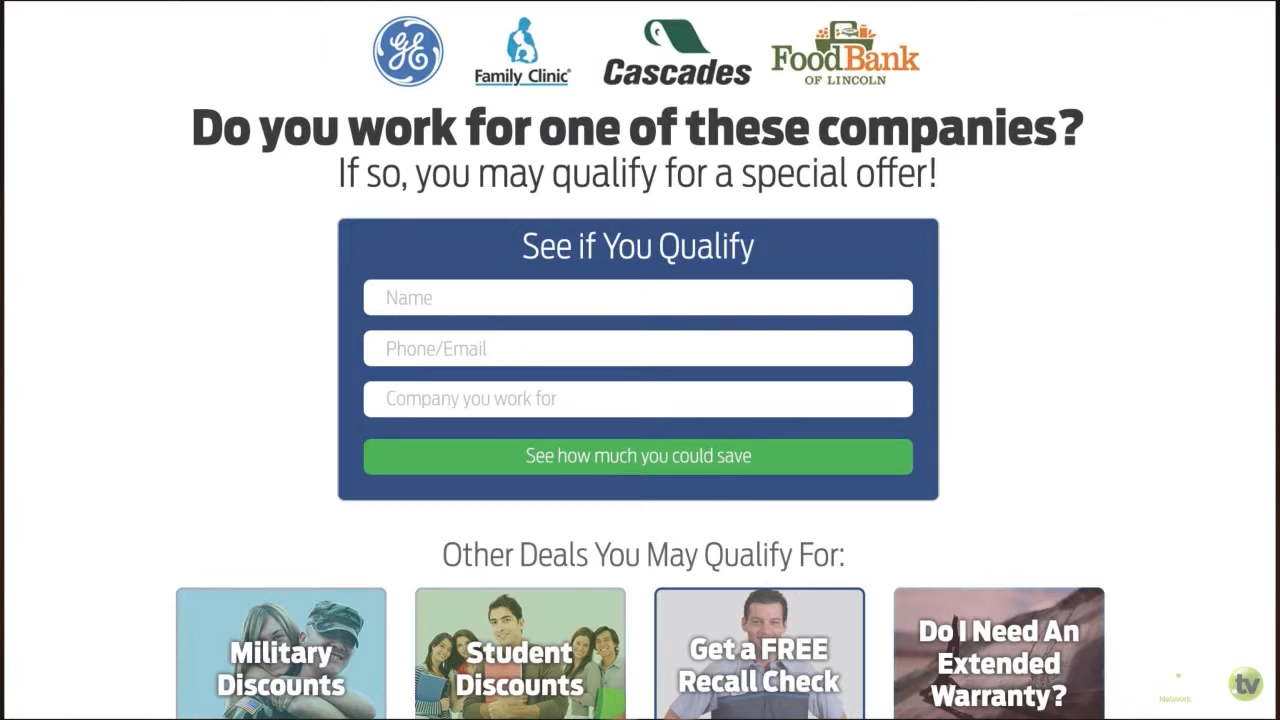 GE
Family Clinic®
Cascades
FoodBank
OF LINCOLN
Do you work for one of these companies?
If so, you may qualify for a special offer!
See if You Qualify
Name
Phone/Email
Company you work for
See how much you could save
Other Deals You May Qualify For:
Military
Discounts
Student
Discounts
Get a FREE
Recall Check
Do I Need An
Extended
Warranty?
Network
tv